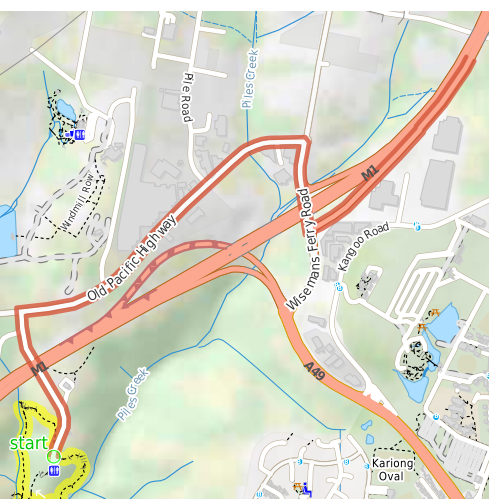 Piles Creek
Pile Road
M1
Windmill Row
Wisemans Ferry Road
Kangoo Road
Old Pacific Highway
M1
A49
Piles Creek
start
Kariong
Oval